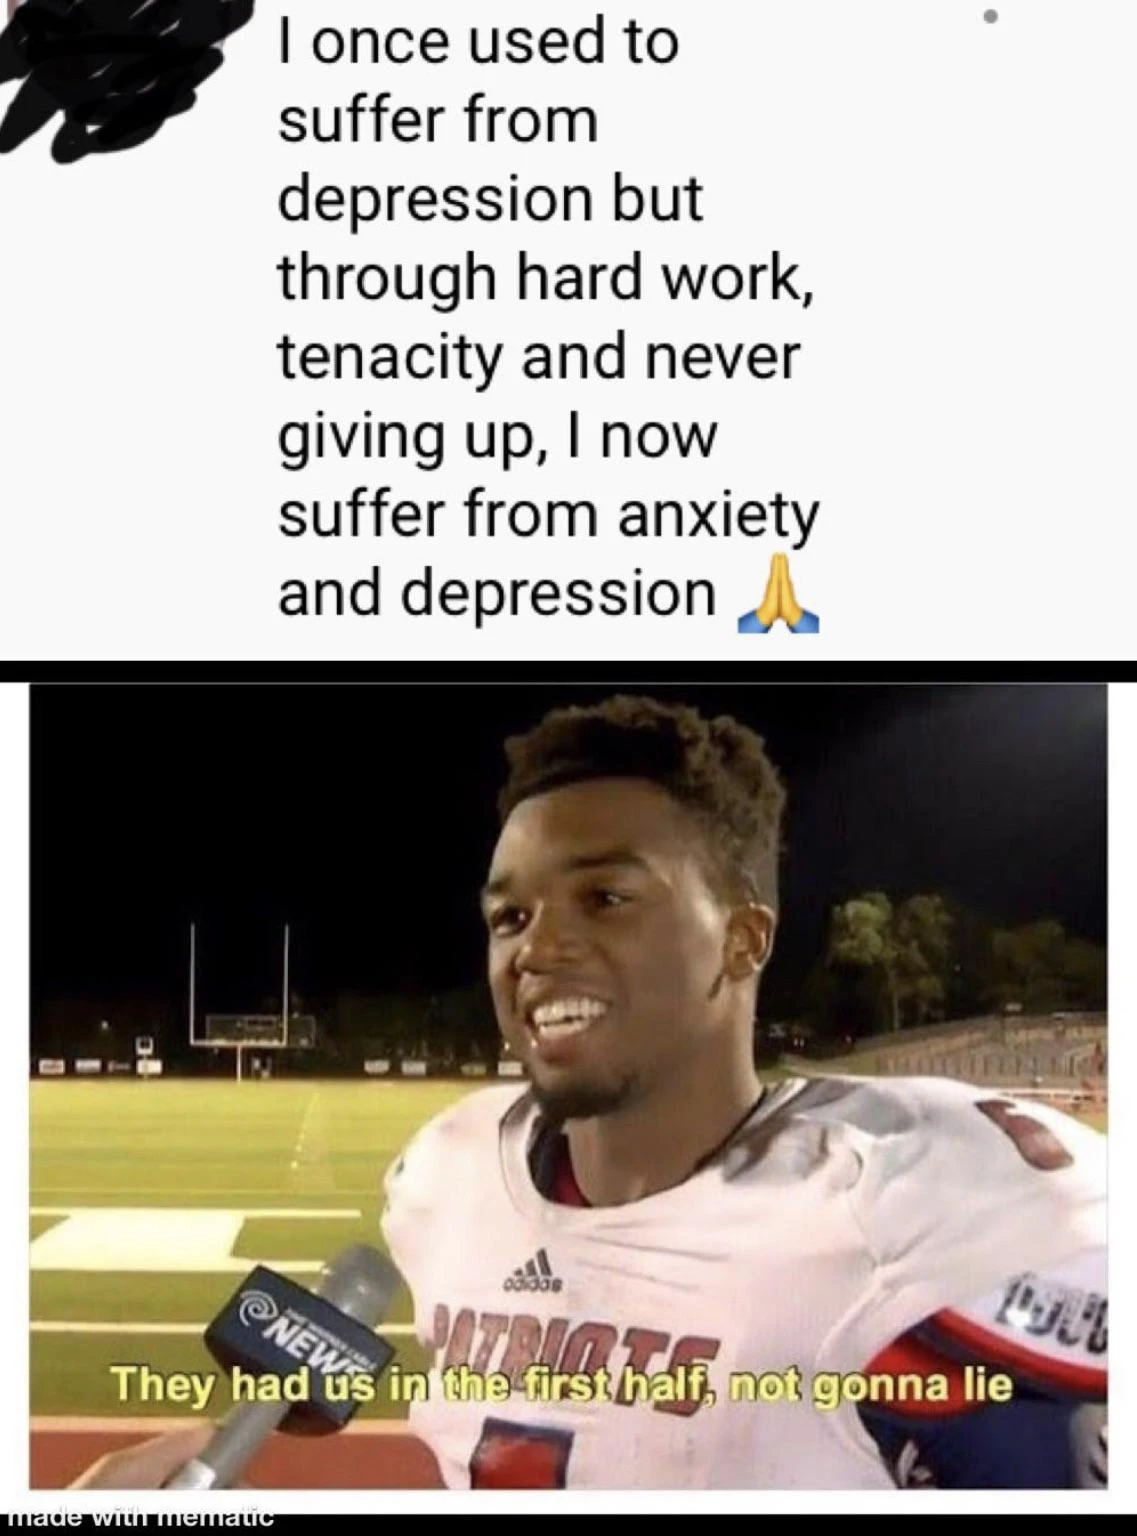 I once used to
suffer from
depression but
through hard work,
tenacity and never
giving up, I now
suffer from anxiety
and depression 🙏
adidas
PATRIOTS
NEWS
They had us in the first half, not gonna lie
made with mematic